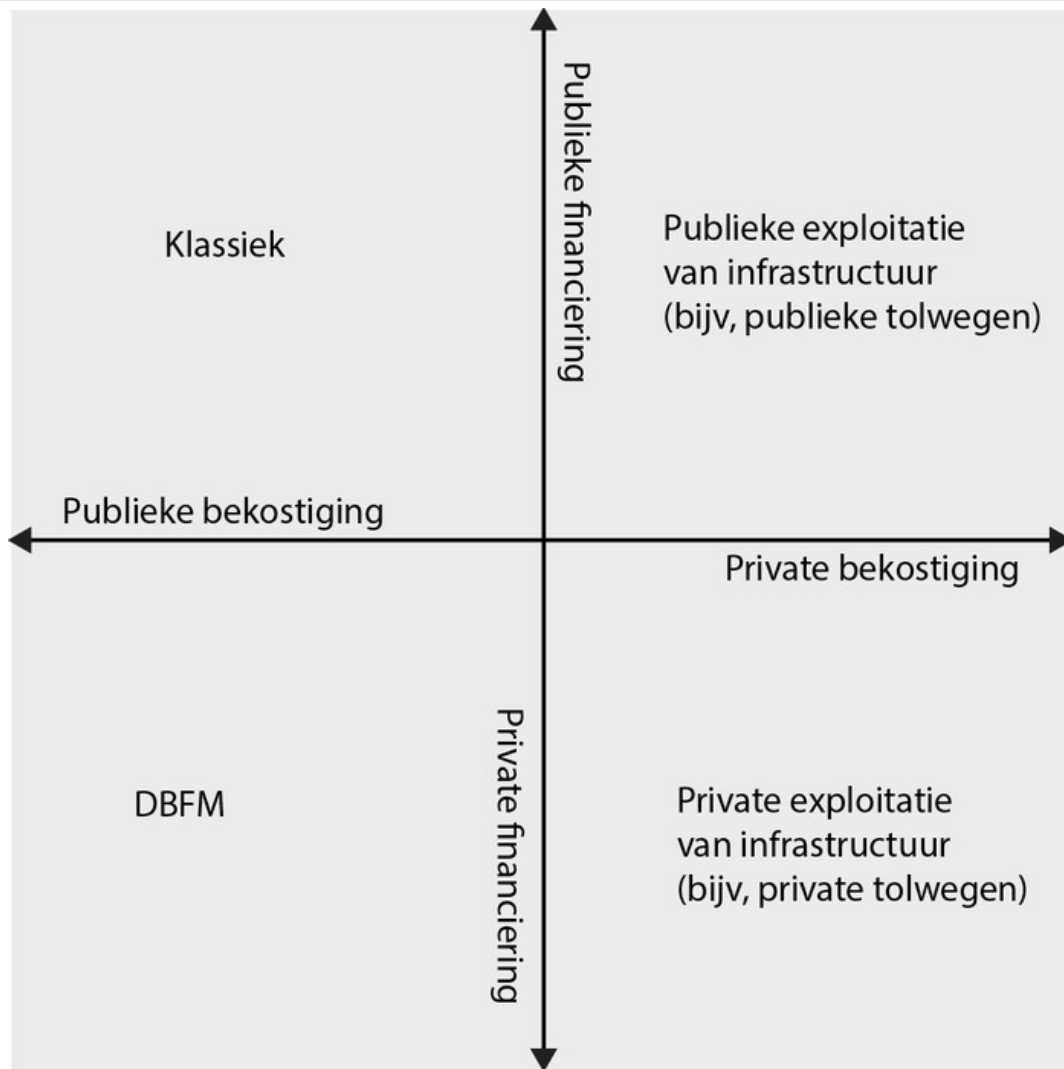 Publieke financiering
Klassiek
Publieke exploitatie
van infrastructuur
(bijv, publieke tolwegen)
Publieke bekostiging
Private bekostiging
Private financiering
DBFM
Private exploitatie
van infrastructuur
(bijv, private tolwegen)